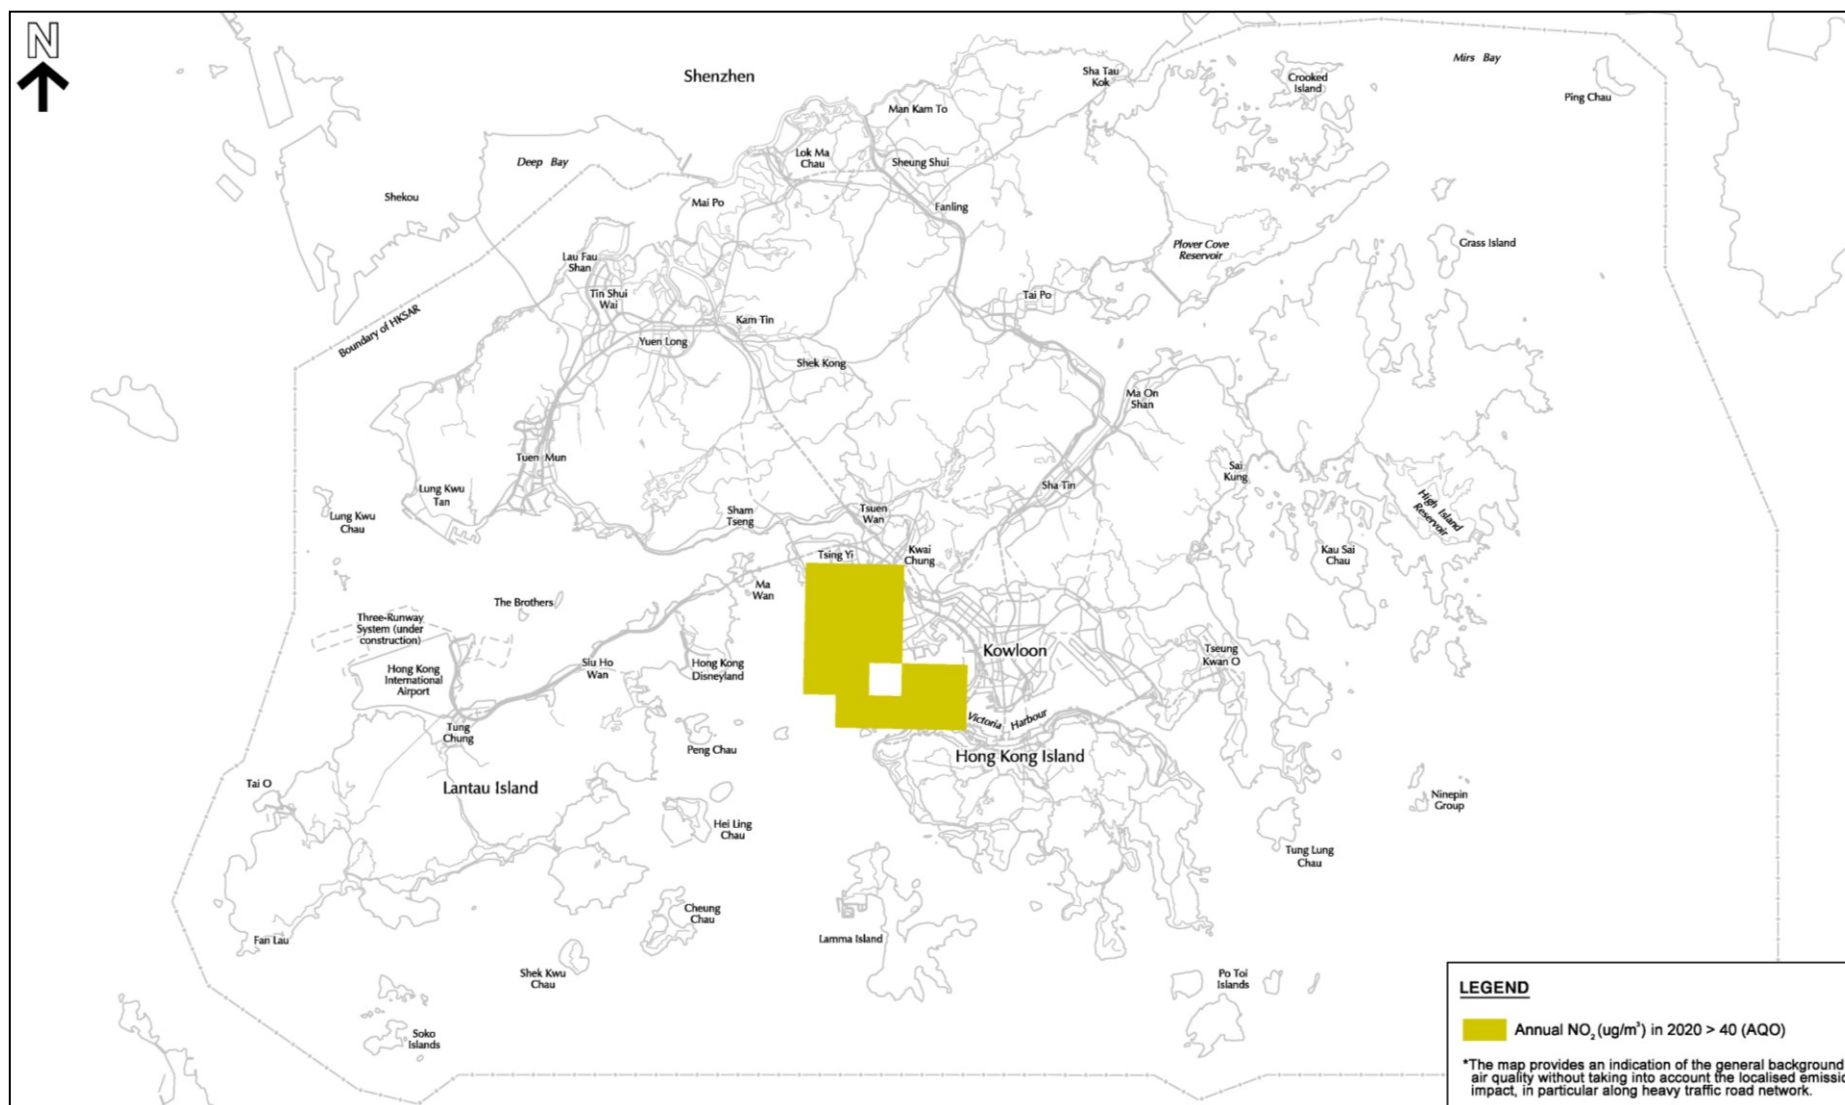 N
Shenzhen
Mirs Bay
Sha Tau
Kok
Crooked
Island
Ping Chau
Man Kam To
Lok Ma
Chau
Sheung Shui
Deep Bay
Shekou
Mai Po
Fanling
Plover Cove
Reservoir
Grass Island
Lau Fau
Shan
Tin Shui
Wai
Tai Po
Boundary of HKSAR
Kam Tin
Yuen Long
Shek Kong
Ma On
Shan
Tuen Mun
Sai
Kung
Sha Tin
Lung Kwu
Tan
High Island
Reservoir
Lung Kwu
Chau
Sham
Tseng
Tsuen
Wan
Tsing Yi
Kwai
Chung
Kau Sai
Chau
Ma
Wan
The Brothers
Three-Runway
System (under
construction)
Kowloon
Tseung
Kwan O
Siu Ho
Wan
Hong Kong
Disneyland
Hong Kong
International
Airport
Victoria Harbour
Tung
Chung
Peng Chau
Hong Kong Island
Tai O
Lantau Island
Ninepin
Group
Hei Ling
Chau
Tung Lung
Chau
Cheung
Chau
Fan Lau
Lamma Island
Shek Kwu
Chau
Po Toi
Islands
Soko
Islands
LEGEND
Annual NO₂ (ug/m³) in 2020 > 40 (AQO)
*The map provides an indication of the general background
air quality without taking into account the localised emissi
impact, in particular along heavy traffic road network.